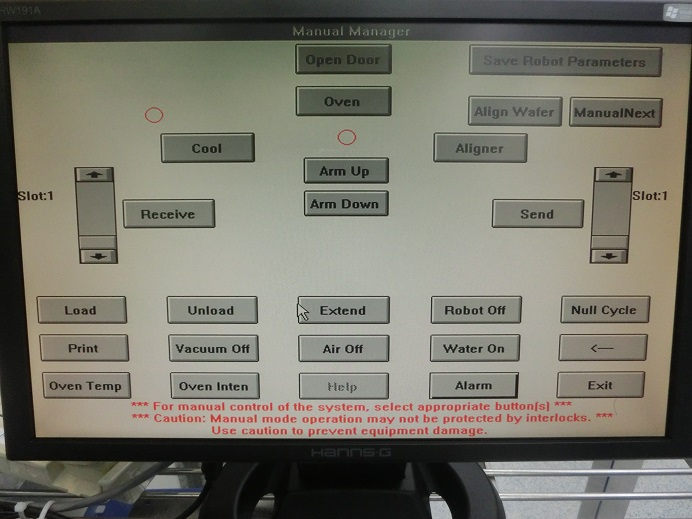 HW191A
Manual Manager
Open Door
Save Robot Parameters
Oven
Align Wafer
ManualNext
Cool
Aligner
Arm Up
Slot:1
Slot:1
Arm Down
Receive
Send
Load
Unload
Extend
Robot Off
Null Cycle
Print
Vacuum Off
Air Off
Water On
<—
Oven Temp
Oven Inten
Help
Alarm
Exit
*** For manual control of the system, select appropriate button[s] ***
*** Caution: Manual mode operation may not be protected by interlocks. ***
Use caution to prevent equipment damage.
HANNS·G